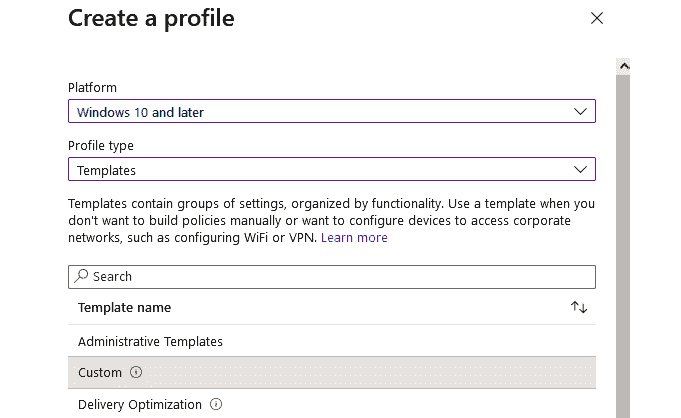 Create a profile
Platform
Windows 10 and later
Profile type
Templates
Templates contain groups of settings, organized by functionality. Use a template when you
don't want to build policies manually or want to configure devices to access corporate
networks, such as configuring WiFi or VPN. Learn more
Search
Template name
Administrative Templates
Custom
Delivery Optimization